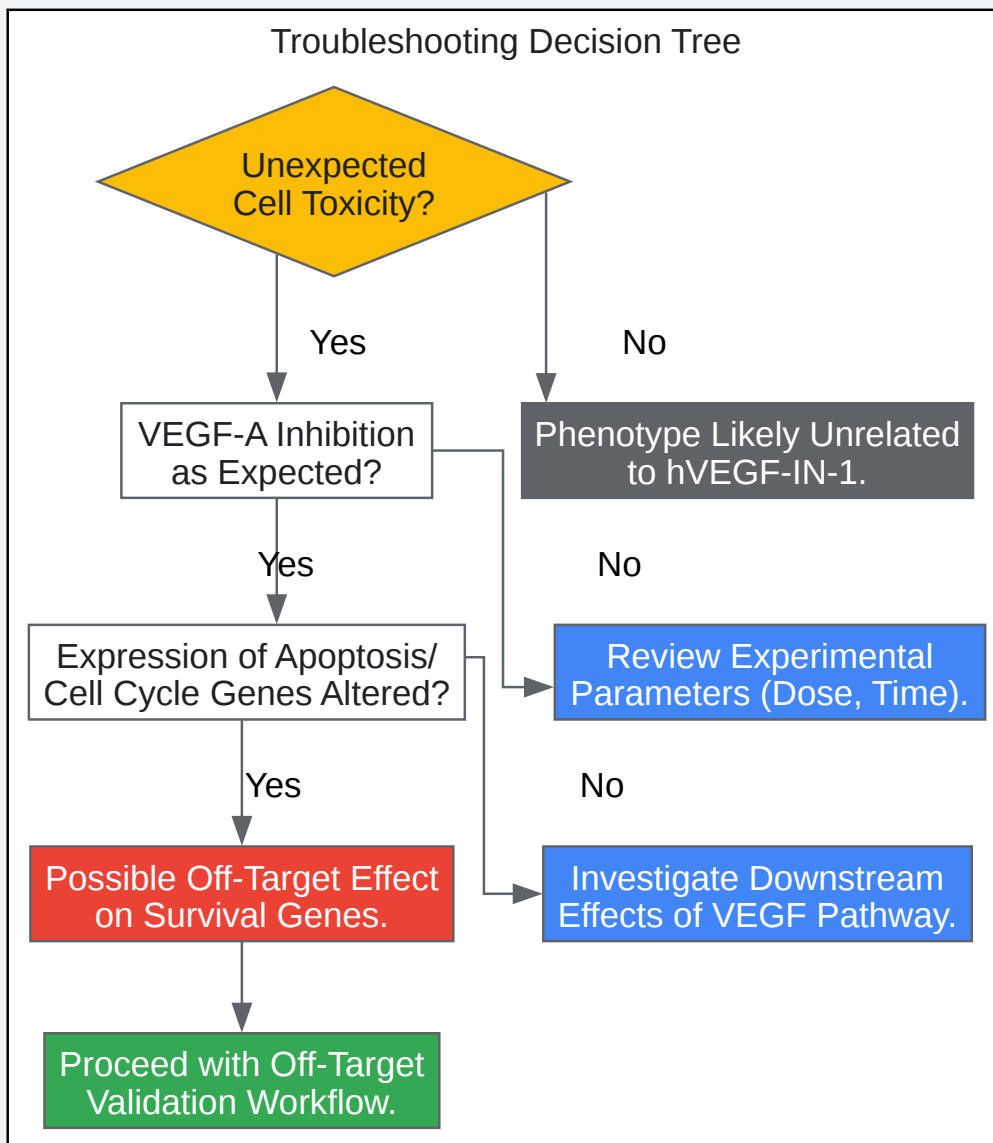 Troubleshooting Decision Tree
Unexpected
Cell Toxicity?
Yes
No
VEGF-A Inhibition
as Expected?
Phenotype Likely Unrelated
to hVEGF-IN-1.
Yes
No
Expression of Apoptosis/
Cell Cycle Genes Altered?
Review Experimental
Parameters (Dose, Time).
Yes
No
Possible Off-Target Effect
on Survival Genes.
Investigate Downstream
Effects of VEGF Pathway.
Proceed with Off-Target
Validation Workflow.